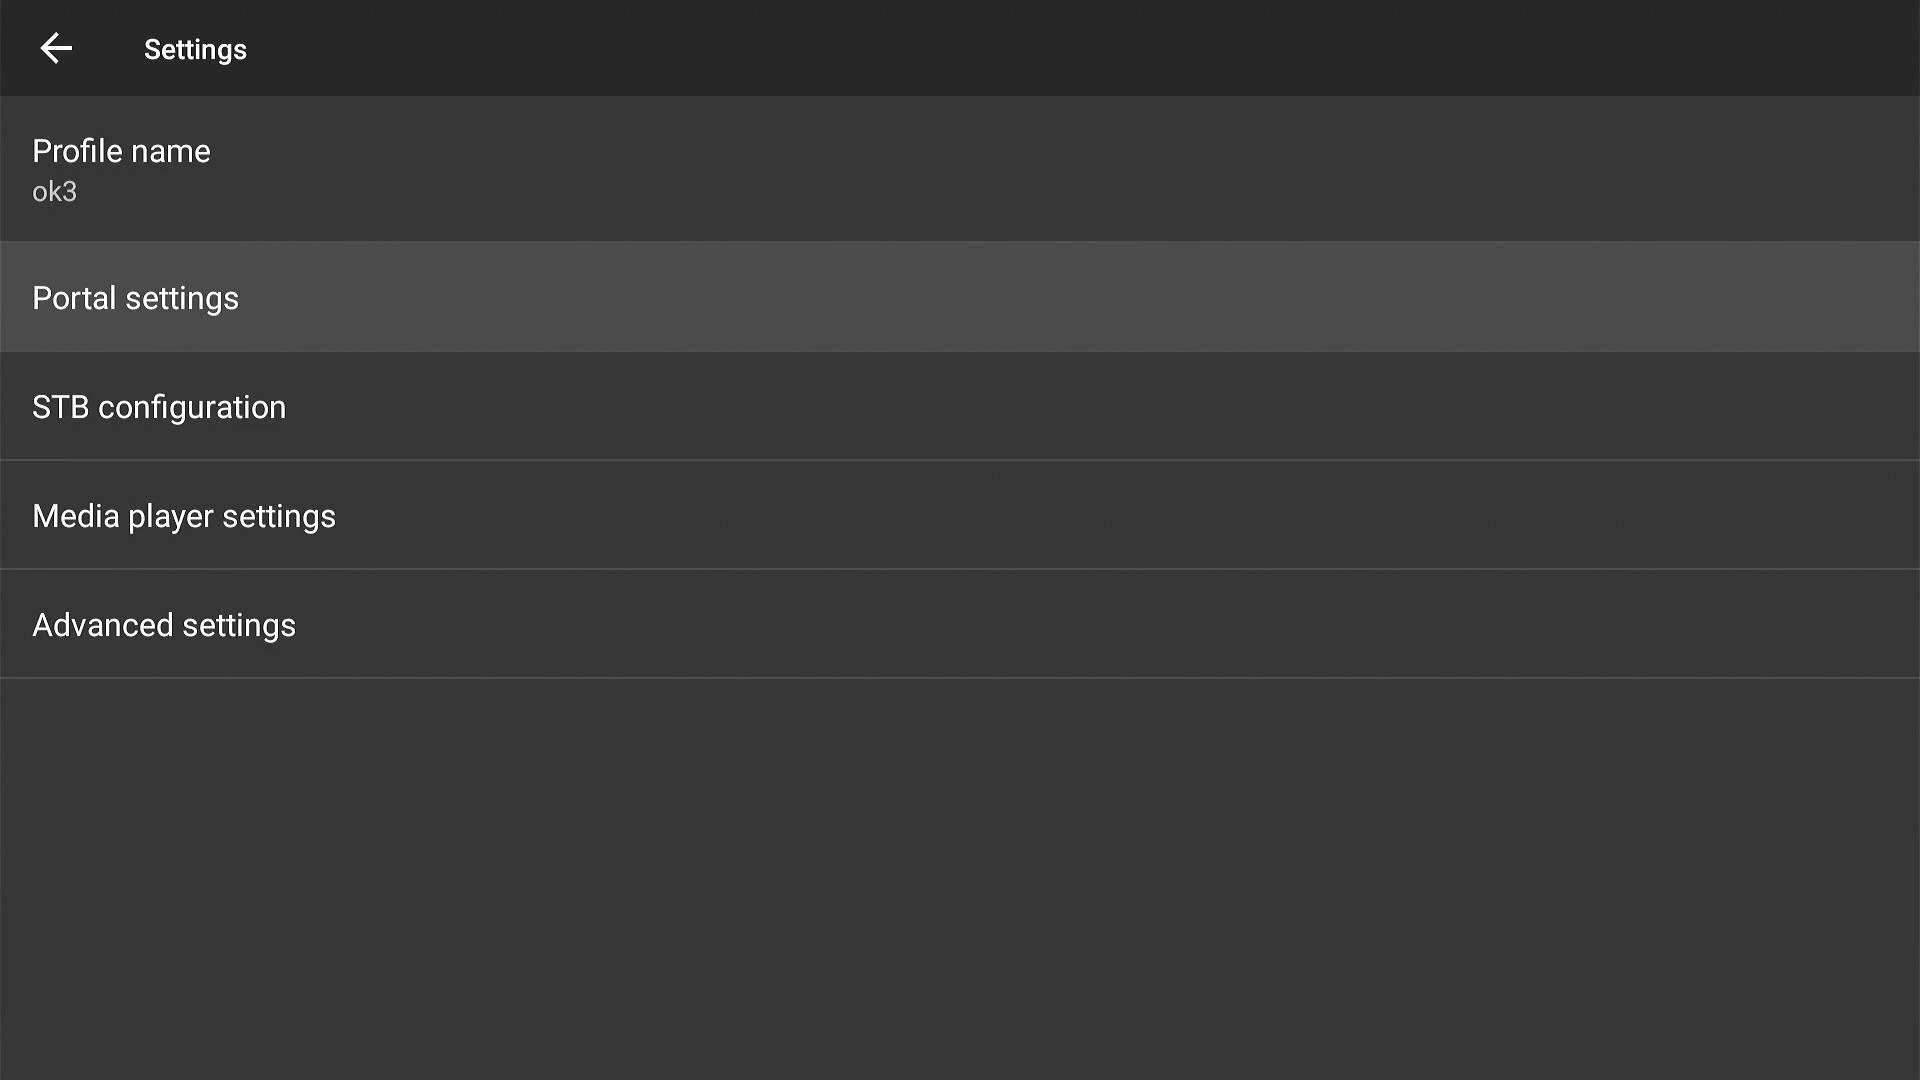 Settings
Profile name
ok3
Portal settings
STB configuration
Media player settings
Advanced settings